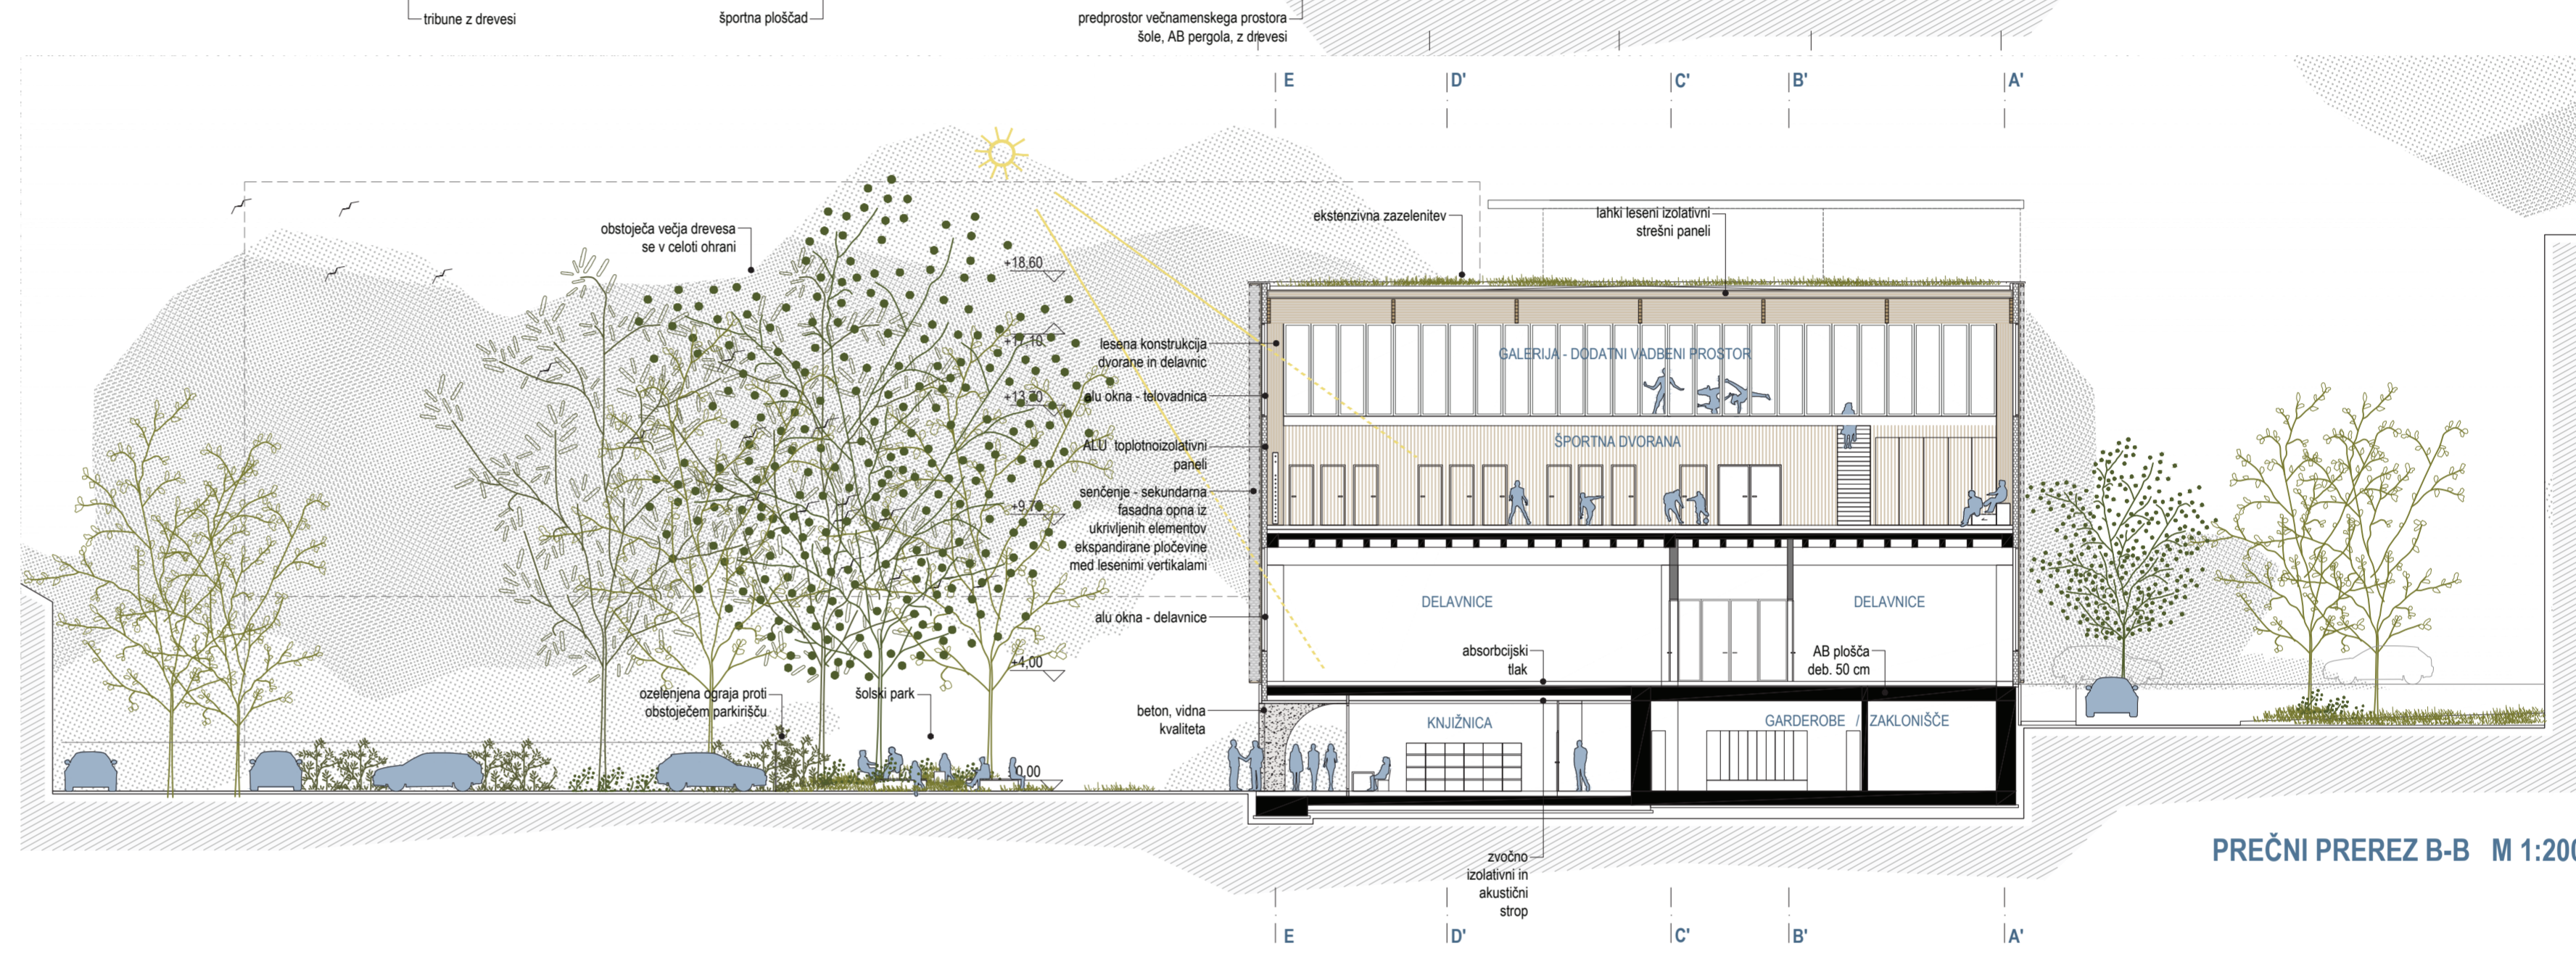 tribune z drevesi
športna ploščad
predprostor večnamenskega prostora
šole, AB pergola, z drevesi
E D' C' B' A'
obstoječa večja drevesa
se v celoti ohrani
ekstenzivna zazelenitev
lahki leseni izolativni
strešni paneli
+18,60
+17,10
+13,70
+9,70
+4,00
0,00
lesena konstrukcija
dvorane in delavnic
alu okna - telovadnica
ALU toplotnoizolativni
paneli
senčenje - sekundarna
fasadna opna iz
ukrivljenih elementov
ekspandirane pločevine
med lesenimi vertikalami
alu okna - delavnice
GALERIJA - DODATNI VADBENI PROSTOR
ŠPORTNA DVORANA
DELAVNICE
DELAVNICE
absorbcijski
tlak
AB plošča
deb. 50 cm
ozelenjena ograja proti
obstoječem parkirišču
šolski park
beton, vidna
kvaliteta
KNJIŽNICA
GARDEROBE / ZAKLONIŠČE
zvočno
izolativni in
akustični
strop
PREČNI PREREZ B-B M 1:200
E D' C' B' A'